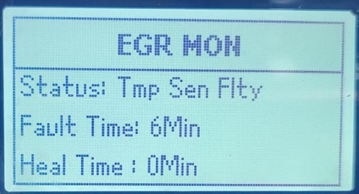 EGR MON
Status: Tmp Sen Flty
Fault Time: 6Min
Heal Time : 0Min